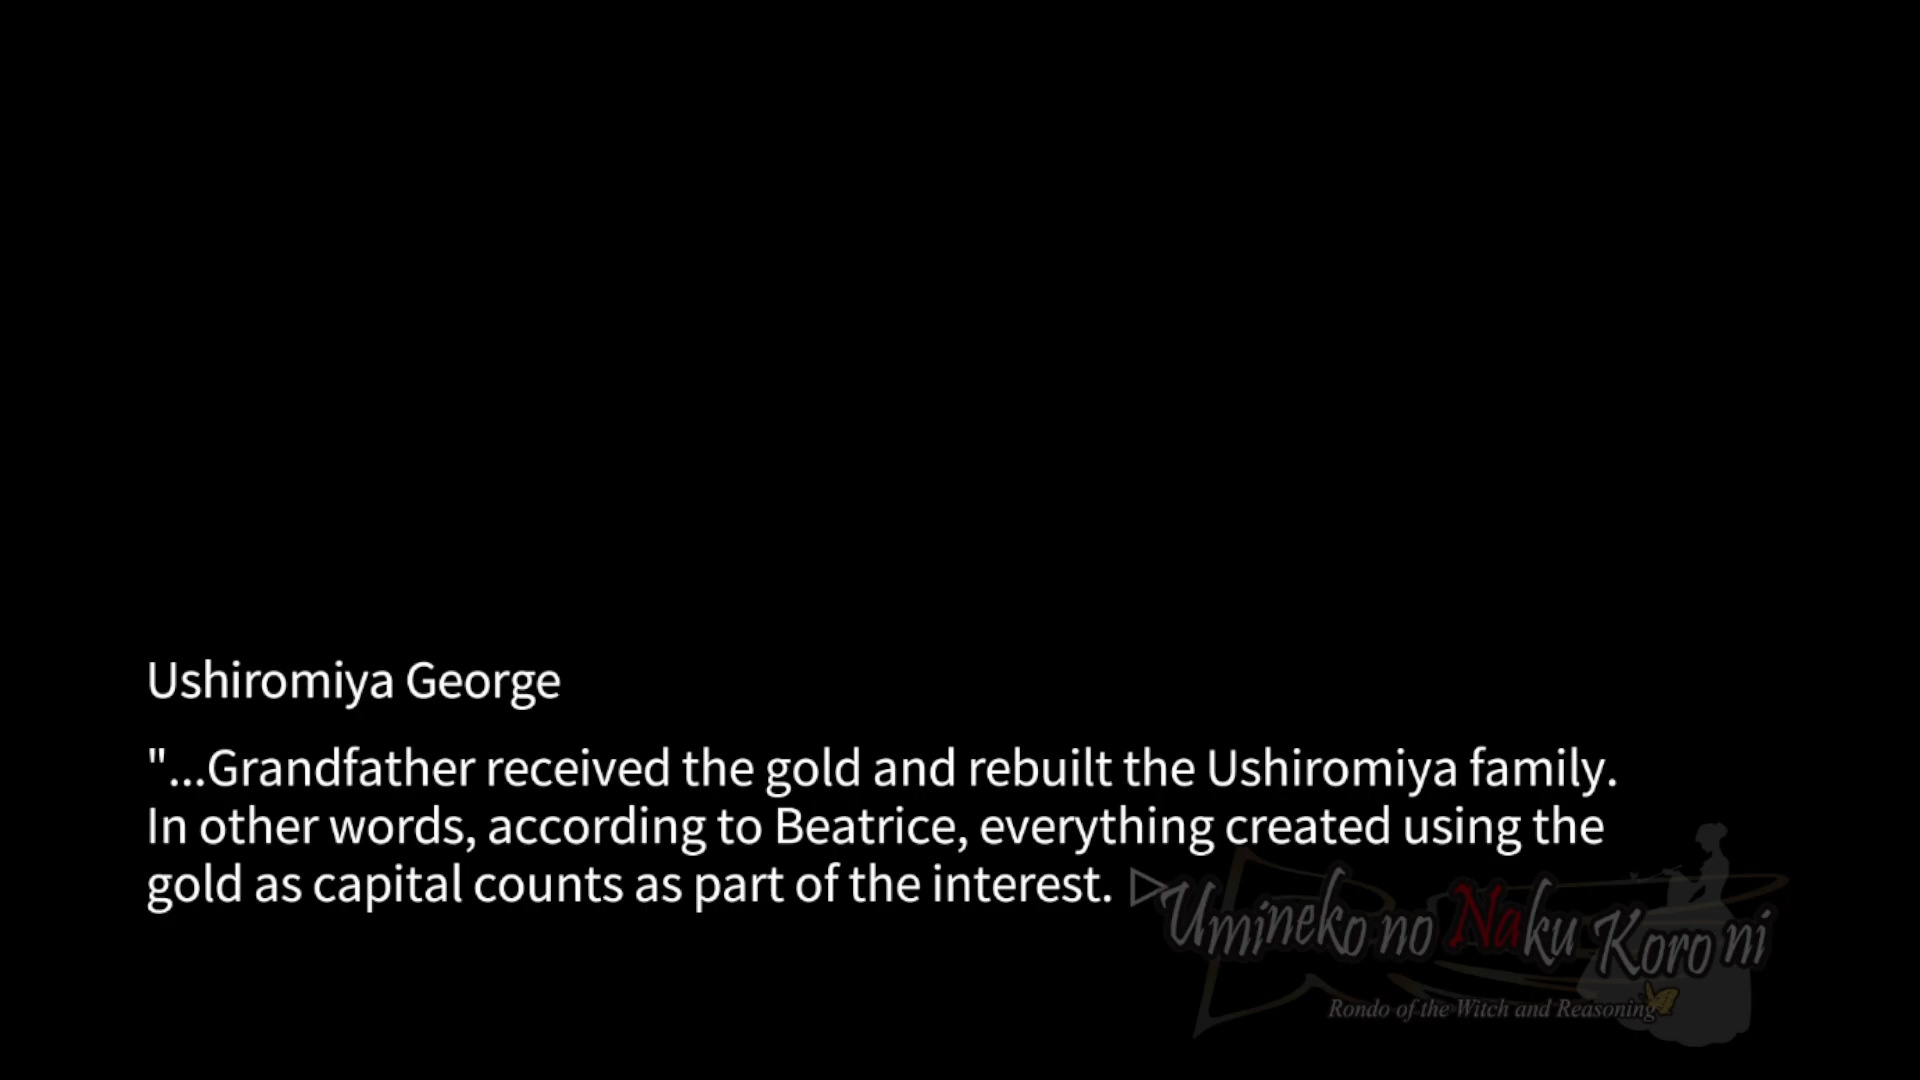 Ushiromiya George
"...Grandfather received the gold and rebuilt the Ushiromiya family.
In other words, according to Beatrice, everything created using the
gold as capital counts as part of the interest.
Umineko no Naku Koro ni
Rondo of the Witch and Reasoning